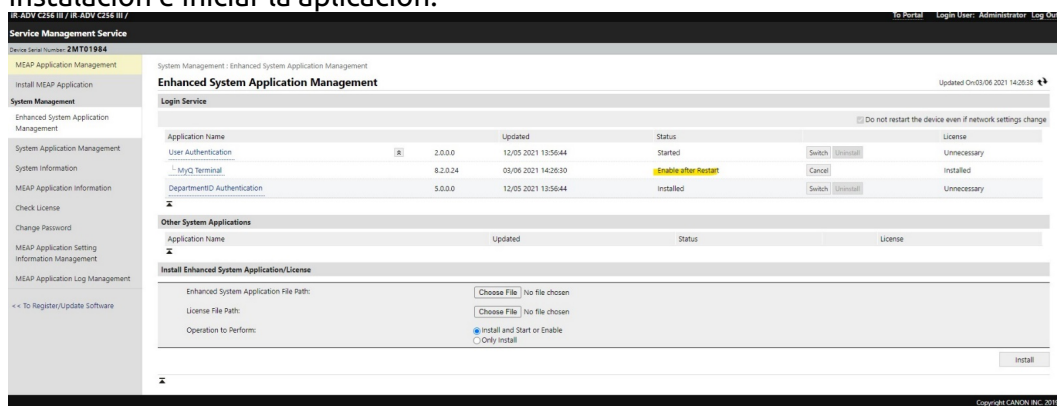 instalación e iniciar la aplicación.
iR-ADV C256 III / iR-ADV C256 III /
To Portal Login User: Administrator Log Out
Service Management Service
Device Serial Number: 2MT01984
MEAP Application Management
Install MEAP Application
System Management
Enhanced System Application
Management
System Application Management
System Information
MEAP Application Information
Check License
Change Password
MEAP Application Setting
Information Management
MEAP Application Log Management
<< To Register/Update Software
System Management : Enhanced System Application Management
Enhanced System Application Management
Updated On:03/06 2021 14:26:38
Login Service
Do not restart the device even if network settings change
Application Name Updated Status License
User Authentication 2.0.0.0 12/05 2021 13:56:44 Started Switch Uninstall Unnecessary
MyQ Terminal 8.2.0.24 03/06 2021 14:26:30 Enable after Restart Cancel Installed
DepartmentID Authentication 5.0.0.0 12/05 2021 13:56:44 Installed Switch Uninstall Unnecessary
Other System Applications
Application Name Updated Status License
Install Enhanced System Application/License
Enhanced System Application File Path: Choose File No file chosen
License File Path: Choose File No file chosen
Operation to Perform: Install and Start or Enable
Only Install
Install
Copyright CANON INC. 2019